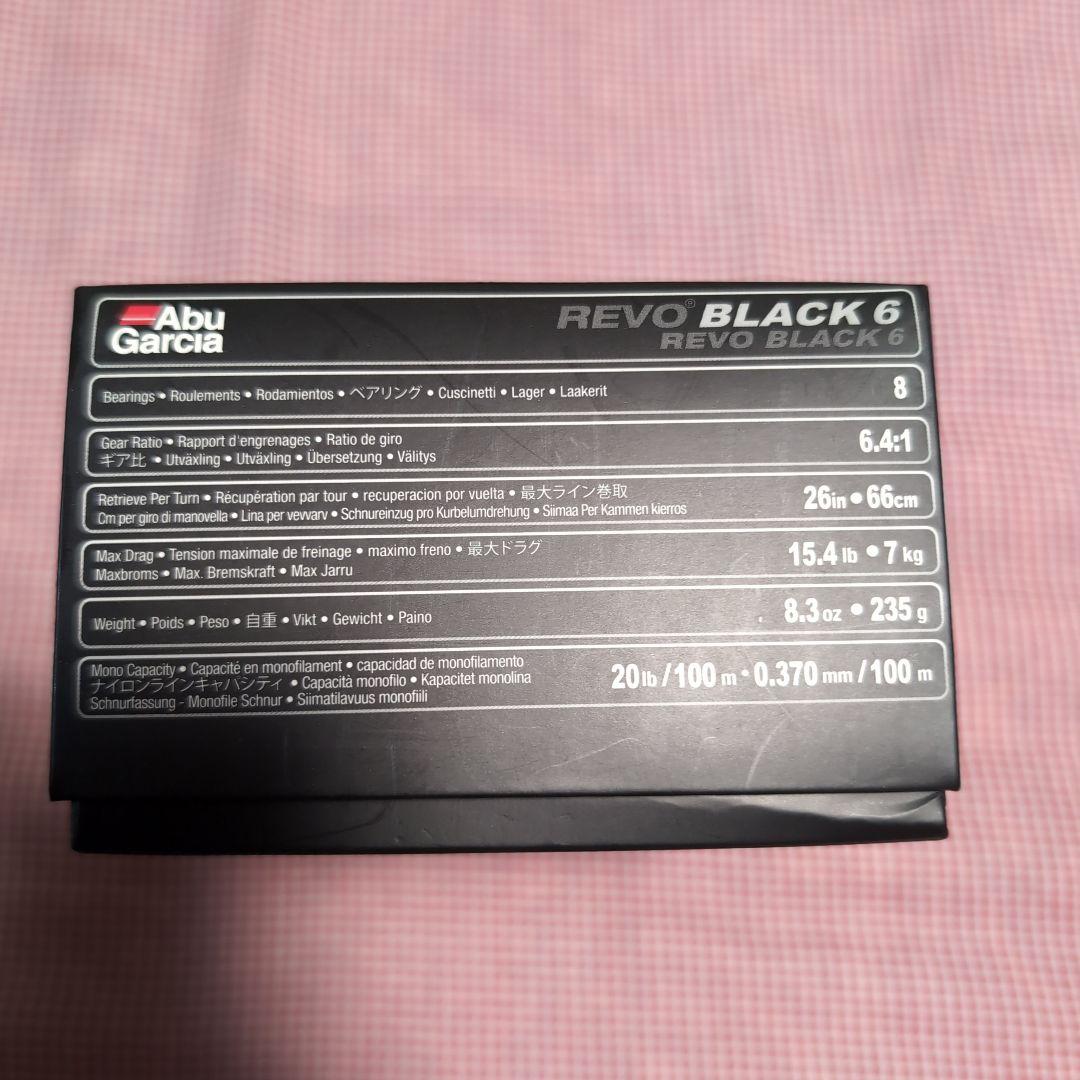 Abu
Garcia
REVO® BLACK 6
REVO BLACK 6
Bearings • Roulements • Rodamientos • ベアリング • Cuscinetti • Lager • Laakerit 8
Gear Ratio • Rapport d'engrenages • Ratio de giro
ギア比 • Utväxling • Utväxling • Übersetzung • Välitys
6.4:1
Retrieve Per Turn • Récupération par tour • recuperacion por vuelta • 最大ライン巻取
Cm per giro di manovella • Lina per vevvarv • Schnureinzug pro Kurbelumdrehung • Siimaa Per Kammen kierros
26in • 66cm
Max Drag • Tension maximale de freinage • maximo freno • 最大ドラグ
Maxbroms • Max. Bremskraft • Max Jarru
15.4 lb • 7 kg
Weight • Poids • Peso • 自重 • Vikt • Gewicht • Paino 8.3 oz • 235 g
Mono Capacity • Capacité en monofilament • capacidad de monofilamento
ナイロンラインキャパシティ • Capacità monofilo • Kapacitet monolina
Schnurfassung - Monofile Schnur • Siimatilavuus monofiili
20 lb / 100 m • 0.370 mm / 100 m